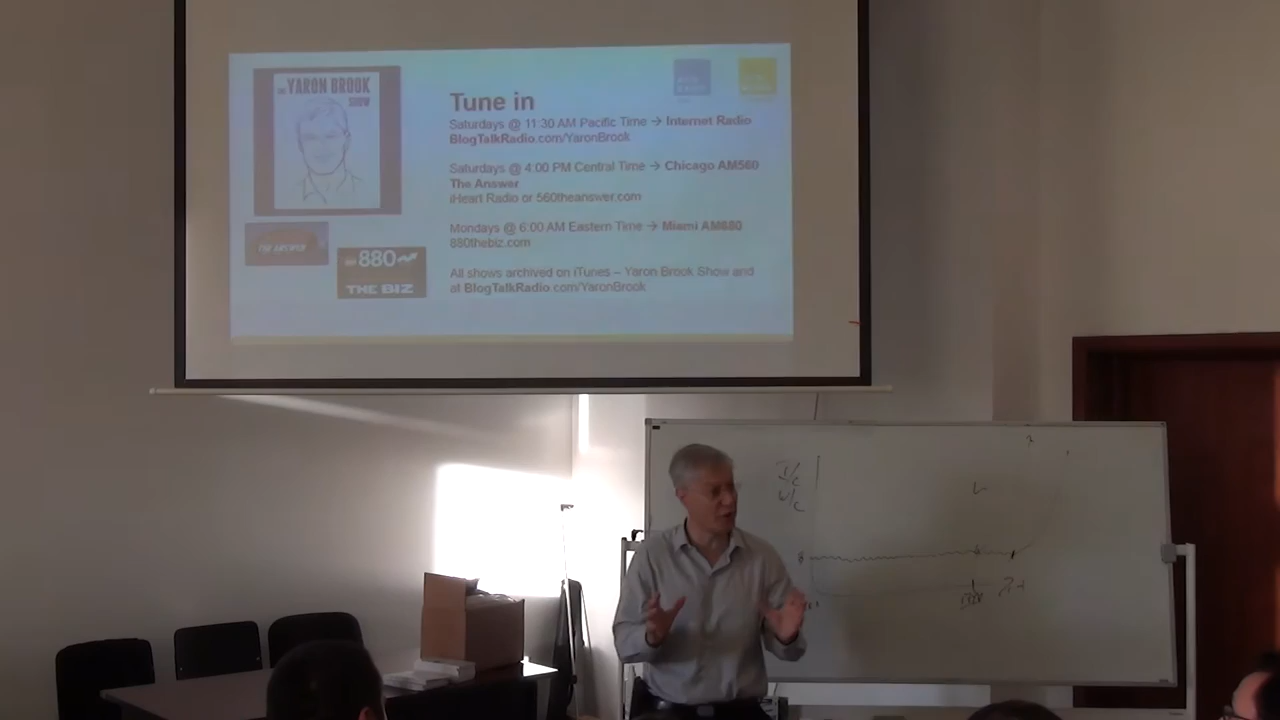 THE YARON BROOK
SHOW
Tune in
Saturdays @ 11:30 AM Pacific Time → Internet Radio
BlogTalkRadio.com/YaronBrook
Saturdays @ 4:00 PM Central Time → Chicago AM560
The Answer
iHeart Radio or 560theanswer.com
Mondays @ 6:00 AM Eastern Time → Miami AM880
880thebiz.com
All shows archived on iTunes – Yaron Brook Show and
at BlogTalkRadio.com/YaronBrook
THE ANSWER
880
THE BIZ